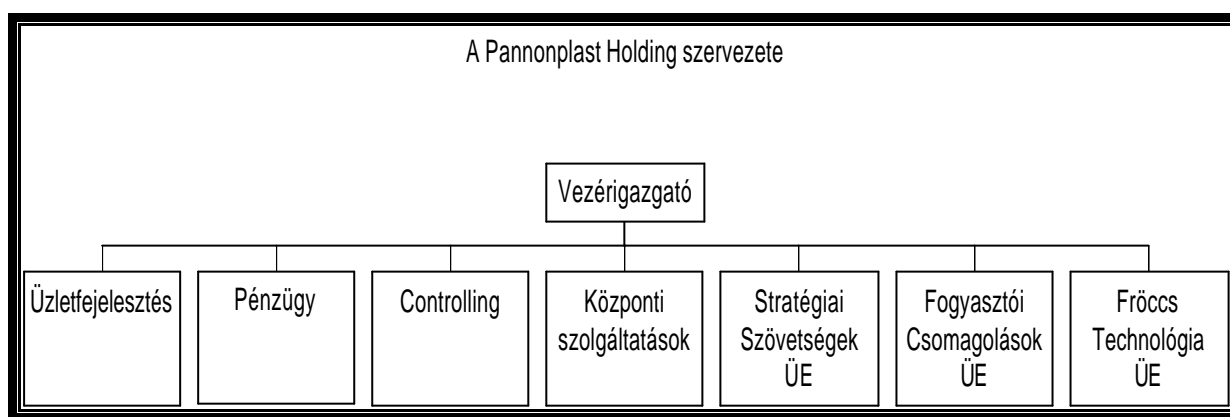 A Pannonplast Holding szervezete
Vezérigazgató
Üzletfejelesztés
Pénzügy
Controlling
Központi
szolgáltatások
Stratégiai
Szövetségek
ÜE
Fogyasztói
Csomagolások
ÜE
Fröccs
Technológia
ÜE